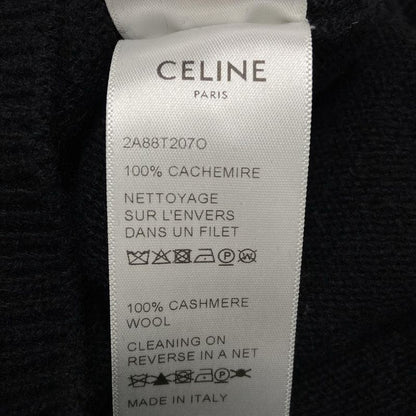 CELINE
PARIS
2A88T207O
100% CACHEMIRE
NETTOYAGE
SUR L'ENVERS
DANS UN FILET
100% CASHMERE
WOOL
CLEANING ON
REVERSE IN A NET
MADE IN ITALY